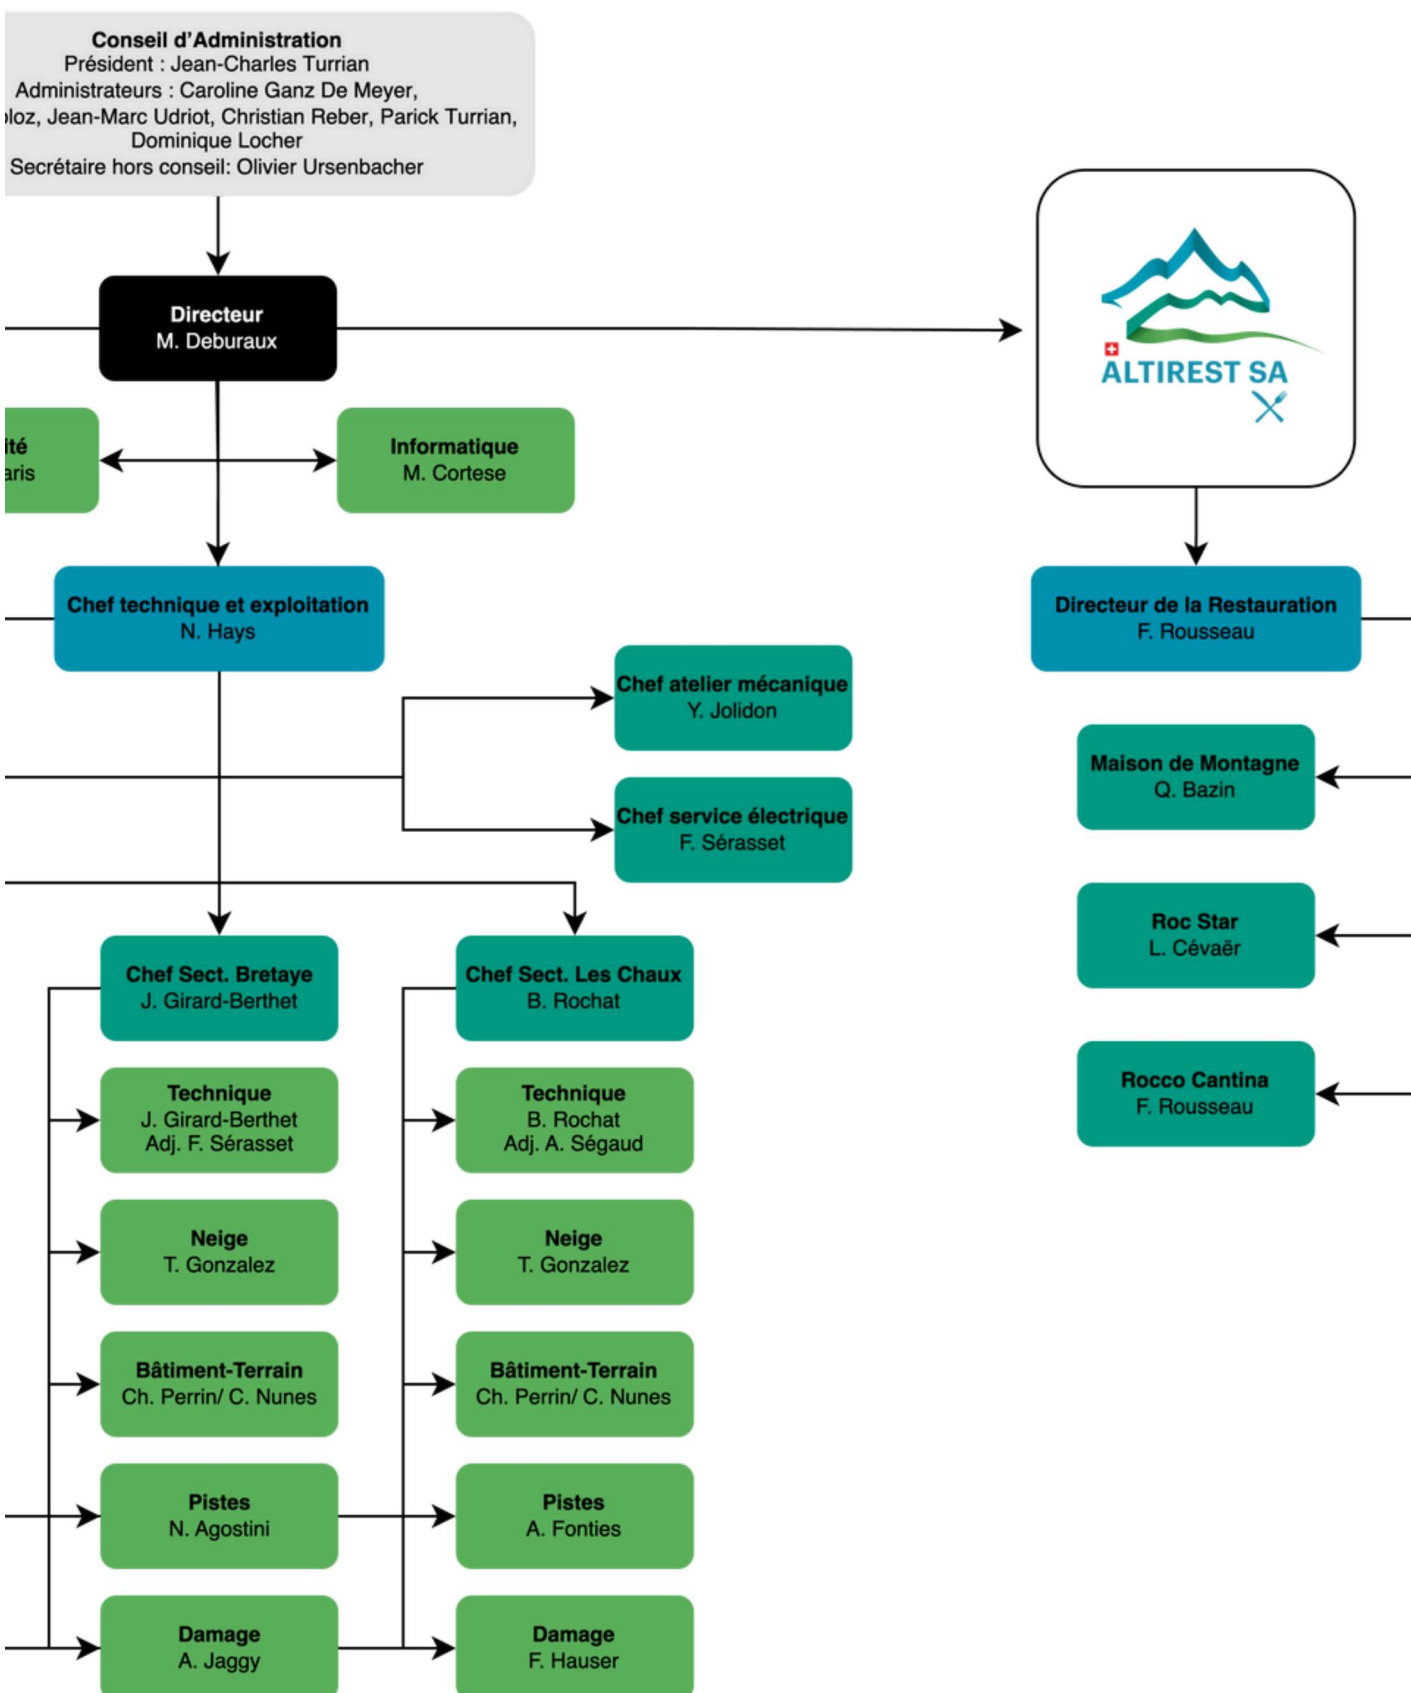 Conseil d'Administration
Président : Jean-Charles Turrian
Administrateurs : Caroline Ganz De Meyer,
Jean-Marc Udriot, Christian Reber, Parick Turrian,
Dominique Locher
Secrétaire hors conseil: Olivier Ursenbacher
Directeur
M. Deburaux
ALTIREST SA
Informatique
M. Cortese
Chef technique et exploitation
N. Hays
Directeur de la Restauration
F. Rousseau
Chef atelier mécanique
Y. Jolidon
Maison de Montagne
Q. Bazin
Chef service électrique
F. Sérasset
Roc Star
L. Cévaër
Chef Sect. Bretaye
J. Girard-Berthet
Chef Sect. Les Chaux
B. Rochat
Rocco Cantina
F. Rousseau
Technique
J. Girard-Berthet
Adj. F. Sérasset
Technique
B. Rochat
Adj. A. Ségaud
Neige
T. Gonzalez
Neige
T. Gonzalez
Bâtiment-Terrain
Ch. Perrin/ C. Nunes
Bâtiment-Terrain
Ch. Perrin/ C. Nunes
Pistes
N. Agostini
Pistes
A. Fonties
Damage
A. Jaggy
Damage
F. Hauser